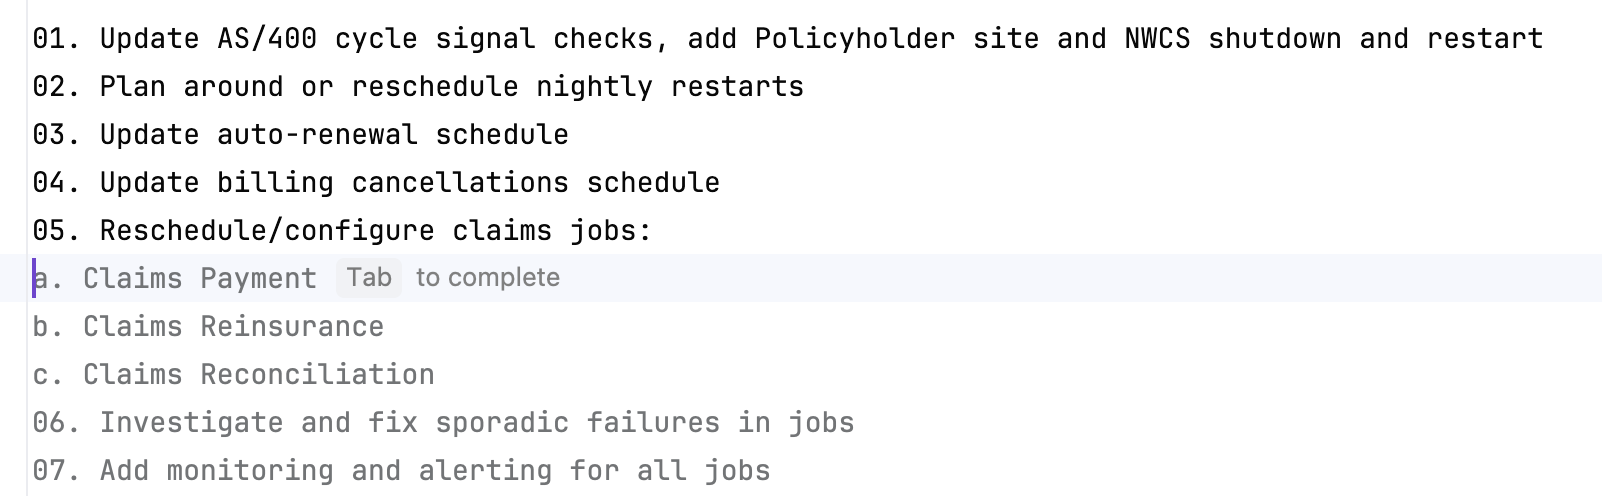 01. Update AS/400 cycle signal checks, add Policyholder site and NWCS shutdown and restart
02. Plan around or reschedule nightly restarts
03. Update auto-renewal schedule
04. Update billing cancellations schedule
05. Reschedule/configure claims jobs:
a. Claims Payment Tab to complete
b. Claims Reinsurance
c. Claims Reconciliation
06. Investigate and fix sporadic failures in jobs
07. Add monitoring and alerting for all jobs